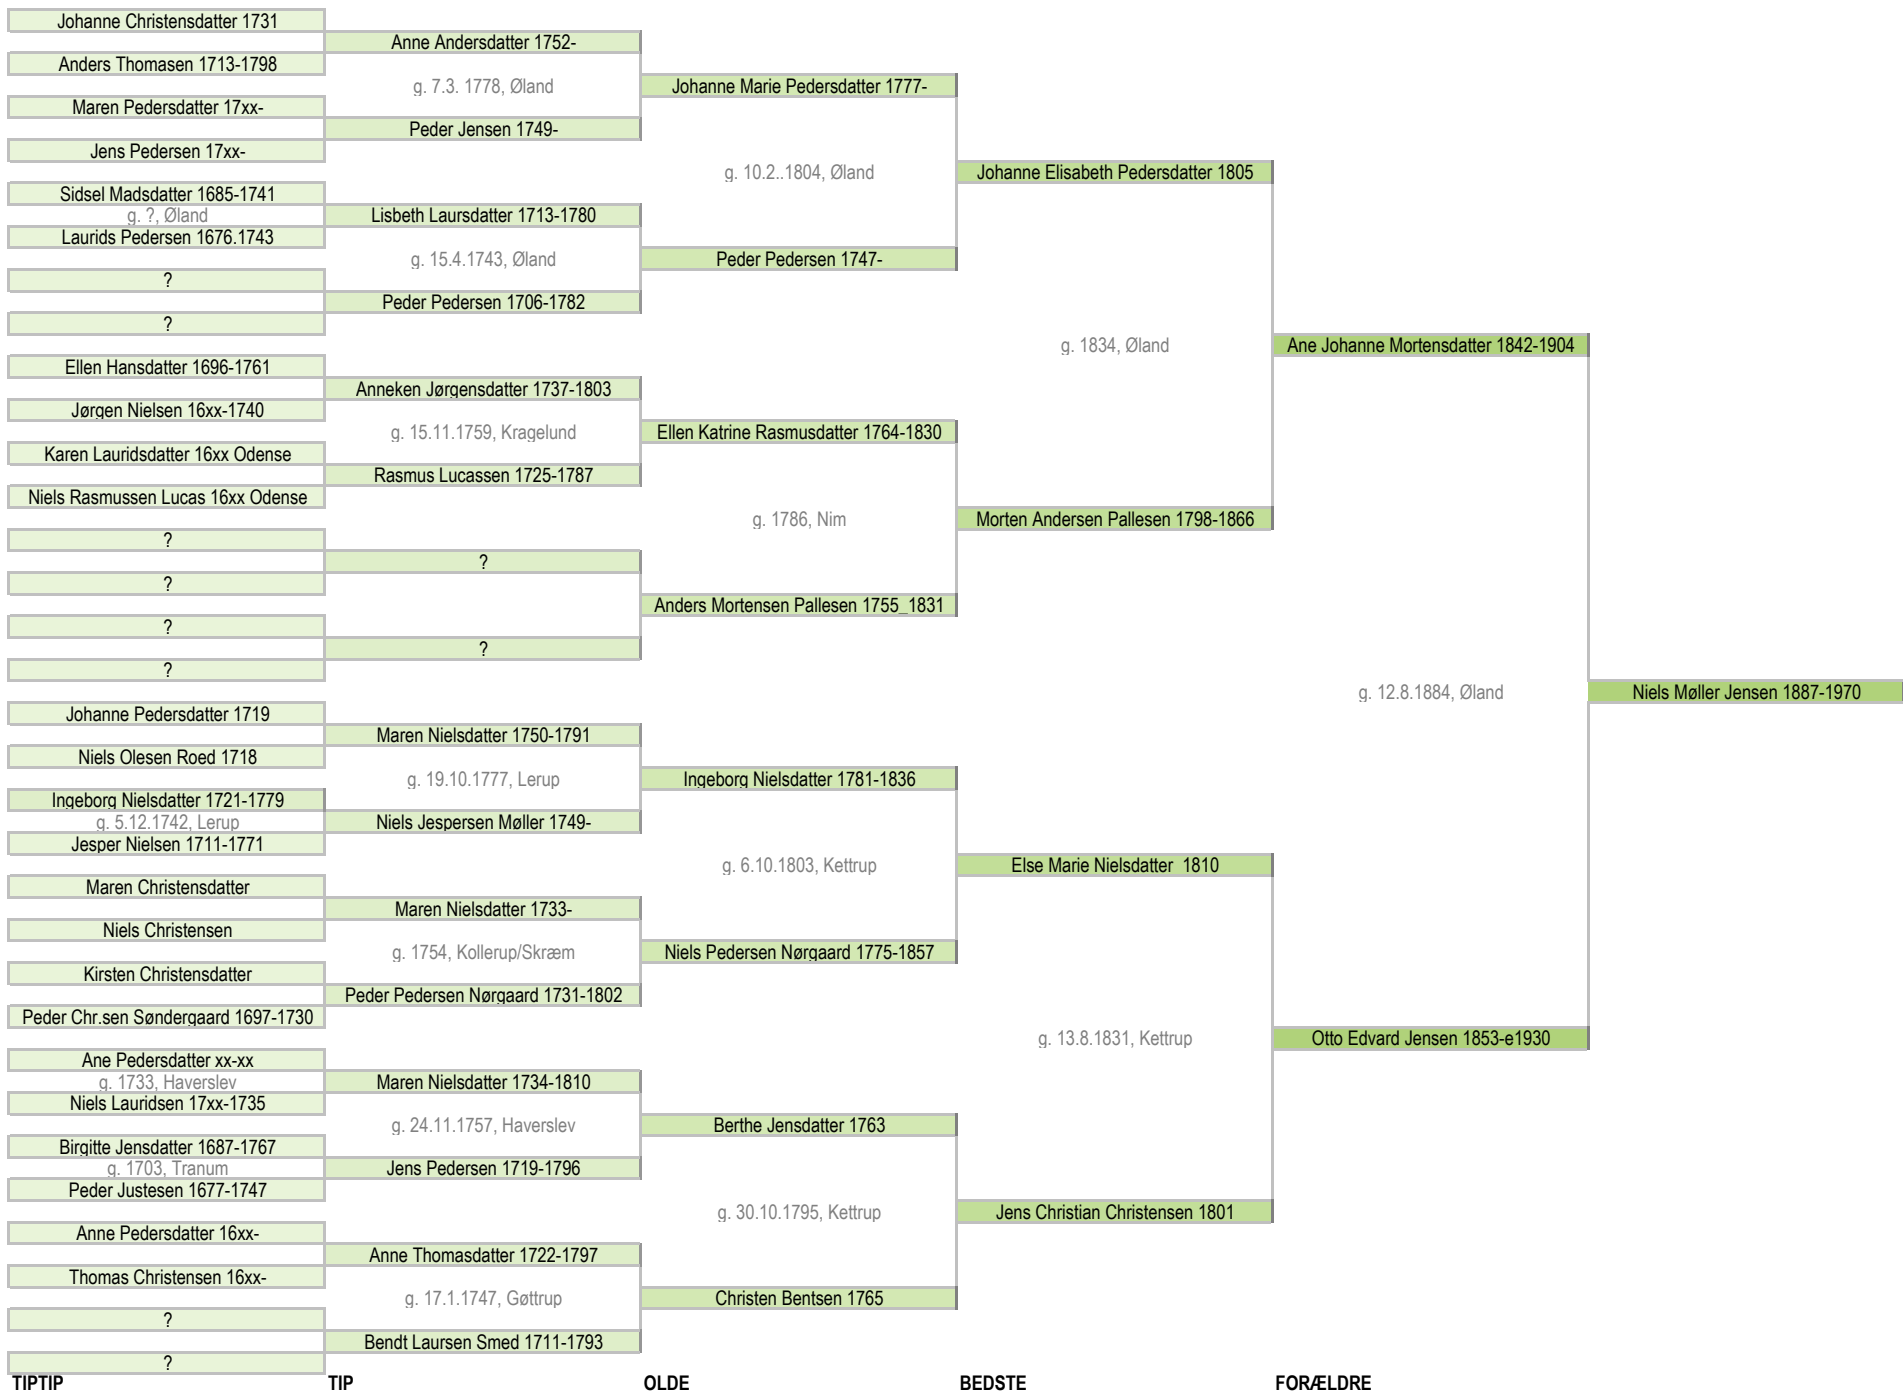 Johanne Christensdatter 1731
Anne Andersdatter 1752-
Anders Thomasen 1713-1798
g. 7.3. 1778, Øland
Johanne Marie Pedersdatter 1777-
Maren Pedersdatter 17xx-
Peder Jensen 1749-
Jens Pedersen 17xx-
g. 10.2..1804, Øland
Johanne Elisabeth Pedersdatter 1805
Sidsel Madsdatter 1685-1741
g. ?, Øland
Lisbeth Laursdatter 1713-1780
Laurids Pedersen 1676.1743
g. 15.4.1743, Øland
Peder Pedersen 1747-
?
Peder Pedersen 1706-1782
?
g. 1834, Øland
Ane Johanne Mortensdatter 1842-1904
Ellen Hansdatter 1696-1761
Anneken Jørgensdatter 1737-1803
Jørgen Nielsen 16xx-1740
g. 15.11.1759, Kragelund
Ellen Katrine Rasmusdatter 1764-1830
Karen Lauridsdatter 16xx Odense
Rasmus Lucassen 1725-1787
Niels Rasmussen Lucas 16xx Odense
g. 1786, Nim
Morten Andersen Pallesen 1798-1866
?
?
?
Anders Mortensen Pallesen 1755_1831
?
?
?
g. 12.8.1884, Øland
Niels Møller Jensen 1887-1970
Johanne Pedersdatter 1719
Maren Nielsdatter 1750-1791
Niels Olesen Roed 1718
g. 19.10.1777, Lerup
Ingeborg Nielsdatter 1781-1836
Ingeborg Nielsdatter 1721-1779
g. 5.12.1742, Lerup
Niels Jespersen Møller 1749-
Jesper Nielsen 1711-1771
g. 6.10.1803, Kettrup
Else Marie Nielsdatter 1810
Maren Christensdatter
Maren Nielsdatter 1733-
Niels Christensen
g. 1754, Kollerup/Skræm
Niels Pedersen Nørgaard 1775-1857
Kirsten Christensdatter
Peder Pedersen Nørgaard 1731-1802
Peder Chr.sen Søndergaard 1697-1730
g. 13.8.1831, Kettrup
Otto Edvard Jensen 1853-e1930
Ane Pedersdatter xx-xx
g. 1733, Haverslev
Maren Nielsdatter 1734-1810
Niels Lauridsen 17xx-1735
g. 24.11.1757, Haverslev
Berthe Jensdatter 1763
Birgitte Jensdatter 1687-1767
g. 1703, Tranum
Jens Pedersen 1719-1796
Peder Justesen 1677-1747
g. 30.10.1795, Kettrup
Jens Christian Christensen 1801
Anne Pedersdatter 16xx-
Anne Thomasdatter 1722-1797
Thomas Christensen 16xx-
g. 17.1.1747, Gøttrup
Christen Bentsen 1765
?
Bendt Laursen Smed 1711-1793
?
TIPTIP TIP OLDE BEDSTE FORÆLDRE